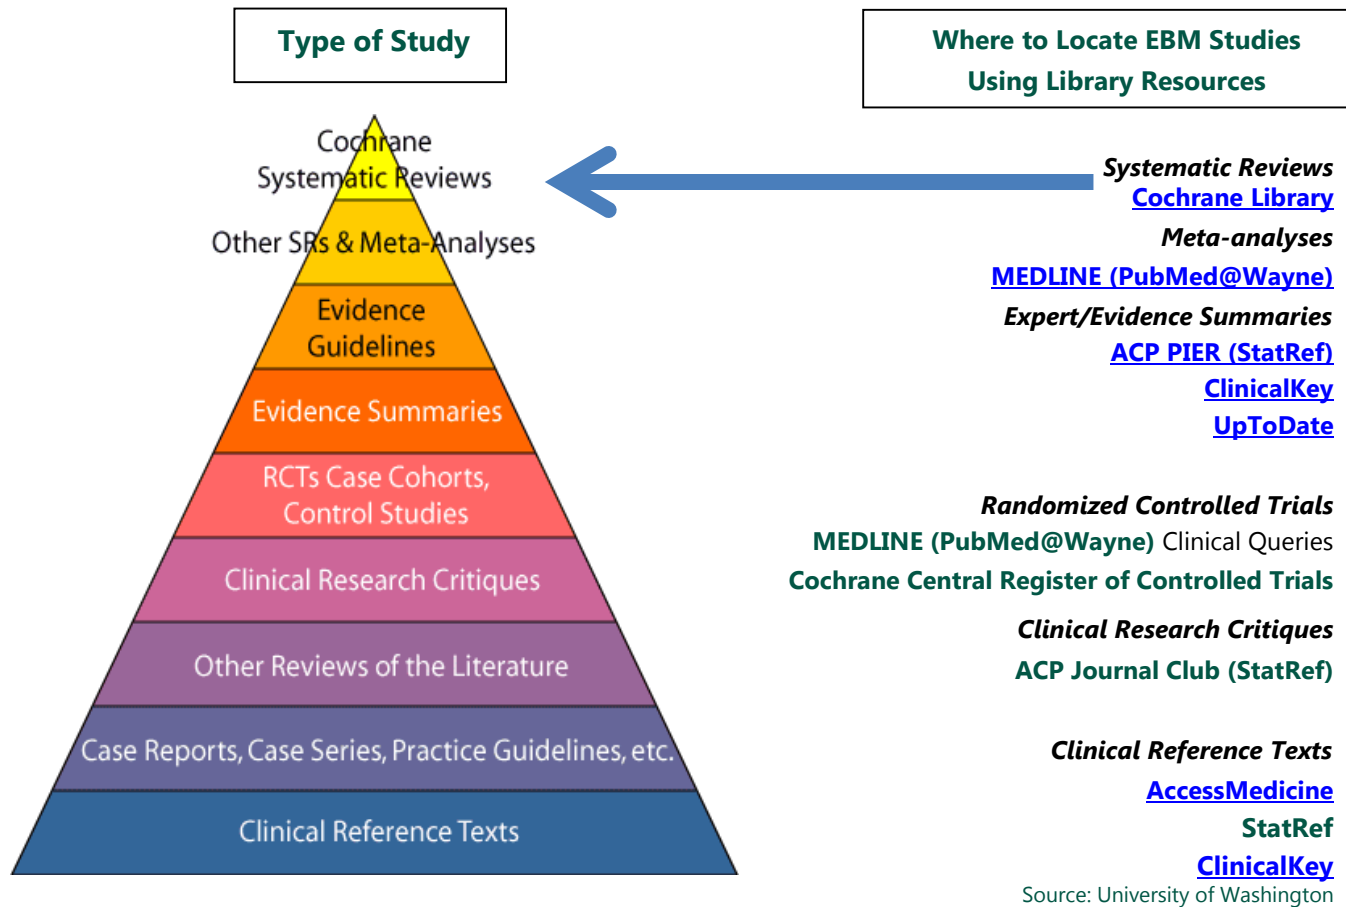 Type of Study
Where to Locate EBM Studies
Using Library Resources
Cochrane
Systematic Reviews
Other SRs & Meta-Analyses
Evidence
Guidelines
Evidence Summaries
RCTs Case Cohorts,
Control Studies
Clinical Research Critiques
Other Reviews of the Literature
Case Reports, Case Series, Practice Guidelines, etc.
Clinical Reference Texts
Systematic Reviews
Cochrane Library
Meta-analyses
MEDLINE (PubMed@Wayne)
Expert/Evidence Summaries
ACP PIER (StatRef)
ClinicalKey
UpToDate
Randomized Controlled Trials
MEDLINE (PubMed@Wayne) Clinical Queries
Cochrane Central Register of Controlled Trials
Clinical Research Critiques
ACP Journal Club (StatRef)
Clinical Reference Texts
AccessMedicine
StatRef
ClinicalKey
Source: University of Washington